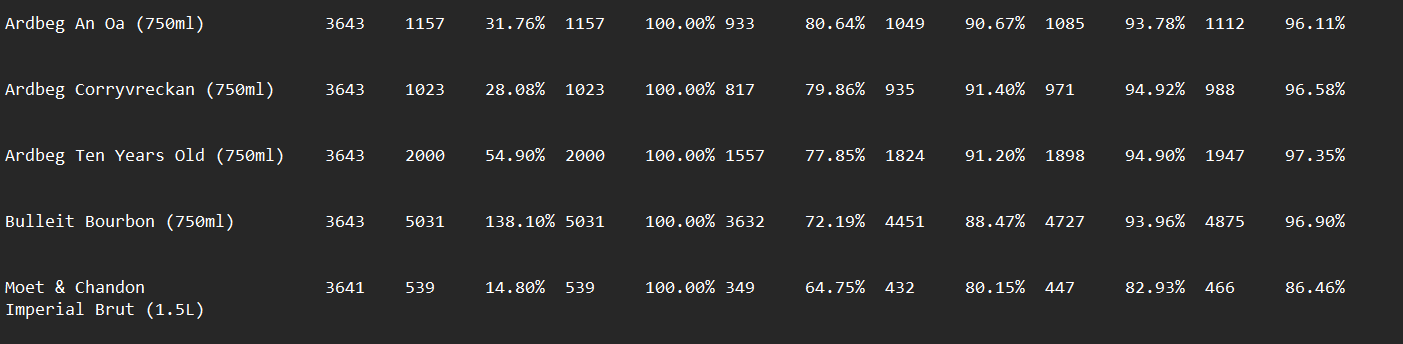 Ardbeg An Oa (750ml) 3643 1157 31.76% 1157 100.00% 933 80.64% 1049 90.67% 1085 93.78% 1112 96.11%
Ardbeg Corryvreckan (750ml) 3643 1023 28.08% 1023 100.00% 817 79.86% 935 91.40% 971 94.92% 988 96.58%
Ardbeg Ten Years Old (750ml) 3643 2000 54.90% 2000 100.00% 1557 77.85% 1824 91.20% 1898 94.90% 1947 97.35%
Bulleit Bourbon (750ml) 3643 5031 138.10% 5031 100.00% 3632 72.19% 4451 88.47% 4727 93.96% 4875 96.90%
Moet & Chandon 3641 539 14.80% 539 100.00% 349 64.75% 432 80.15% 447 82.93% 466 86.46%
Imperial Brut (1.5L)